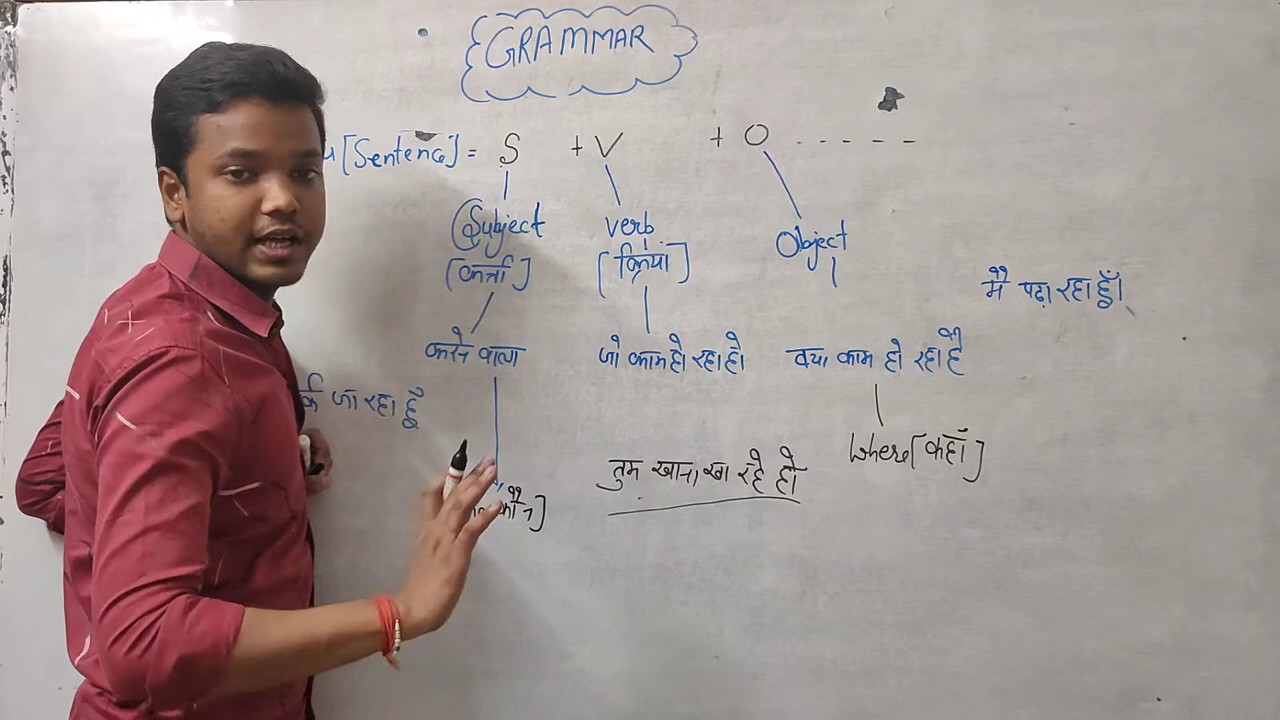 GRAMMAR
[Sentence] = S + V + O - - - - -
Subject verb Object
[कर्त्ता] [क्रिया]
मैं पढ़ा रहा हूँ।
करने वाला जो काम हो रहा हो क्या काम हो रहा है
जा रहा हूँ
where [कहाँ]
तुम खाना खा रहे हो